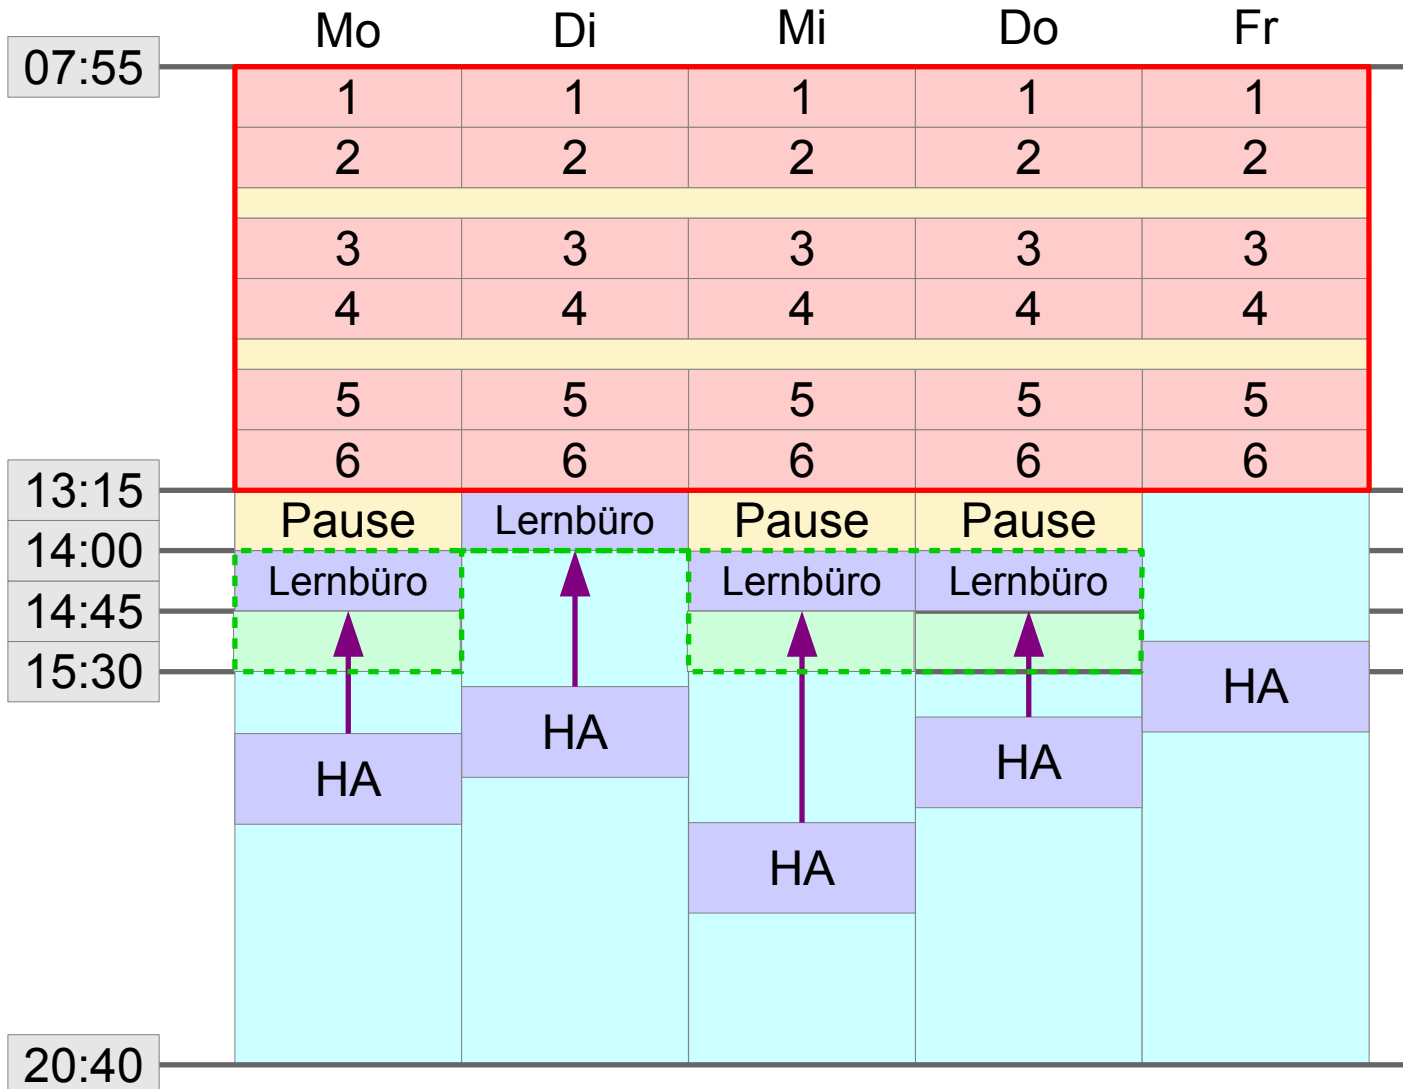 Mo Di Mi Do Fr
07:55
1 1 1 1 1
2 2 2 2 2
3 3 3 3 3
4 4 4 4 4
5 5 5 5 5
6 6 6 6 6
13:15
Pause Lernbüro Pause Pause
14:00
Lernbüro Lernbüro Lernbüro
14:45
15:30
HA
HA
HA
HA
HA
20:40